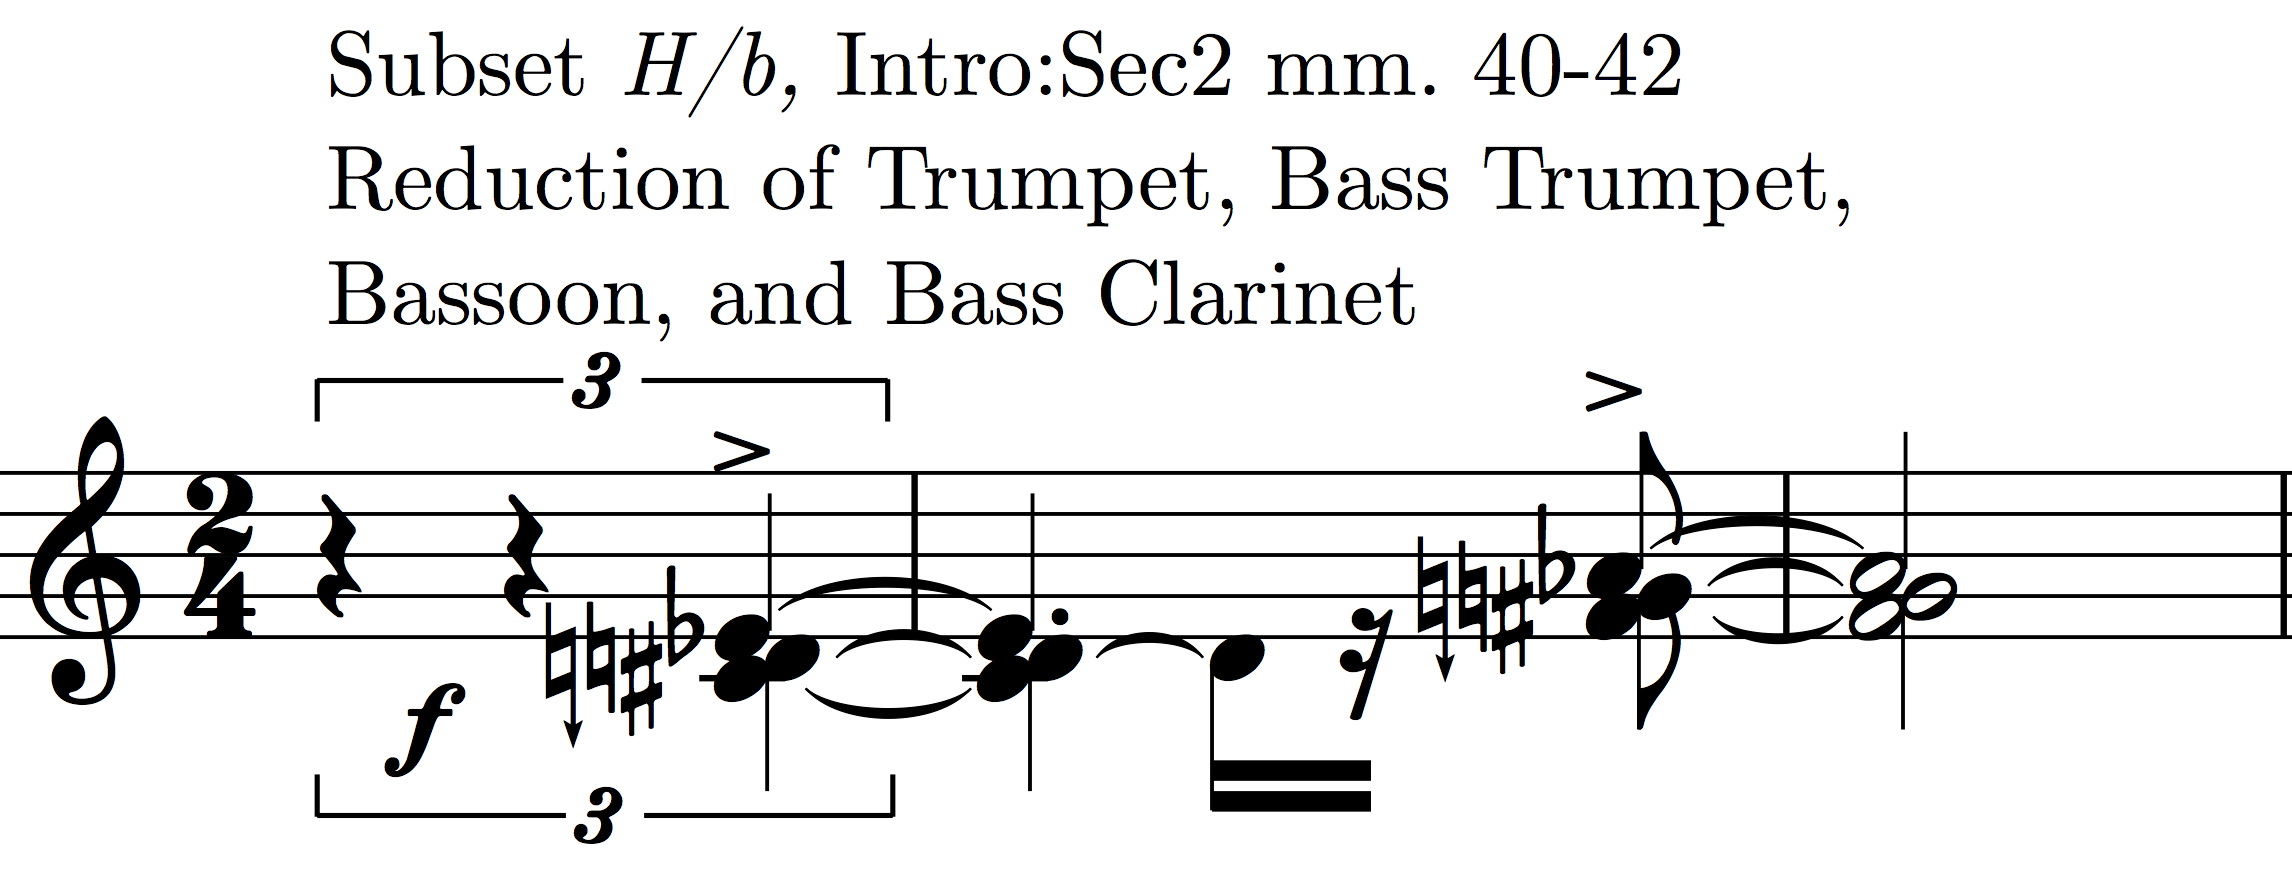 Subset H/b, Intro:Sec2 mm. 40-42
Reduction of Trumpet, Bass Trumpet,
Bassoon, and Bass Clarinet
3
2
4
f
3